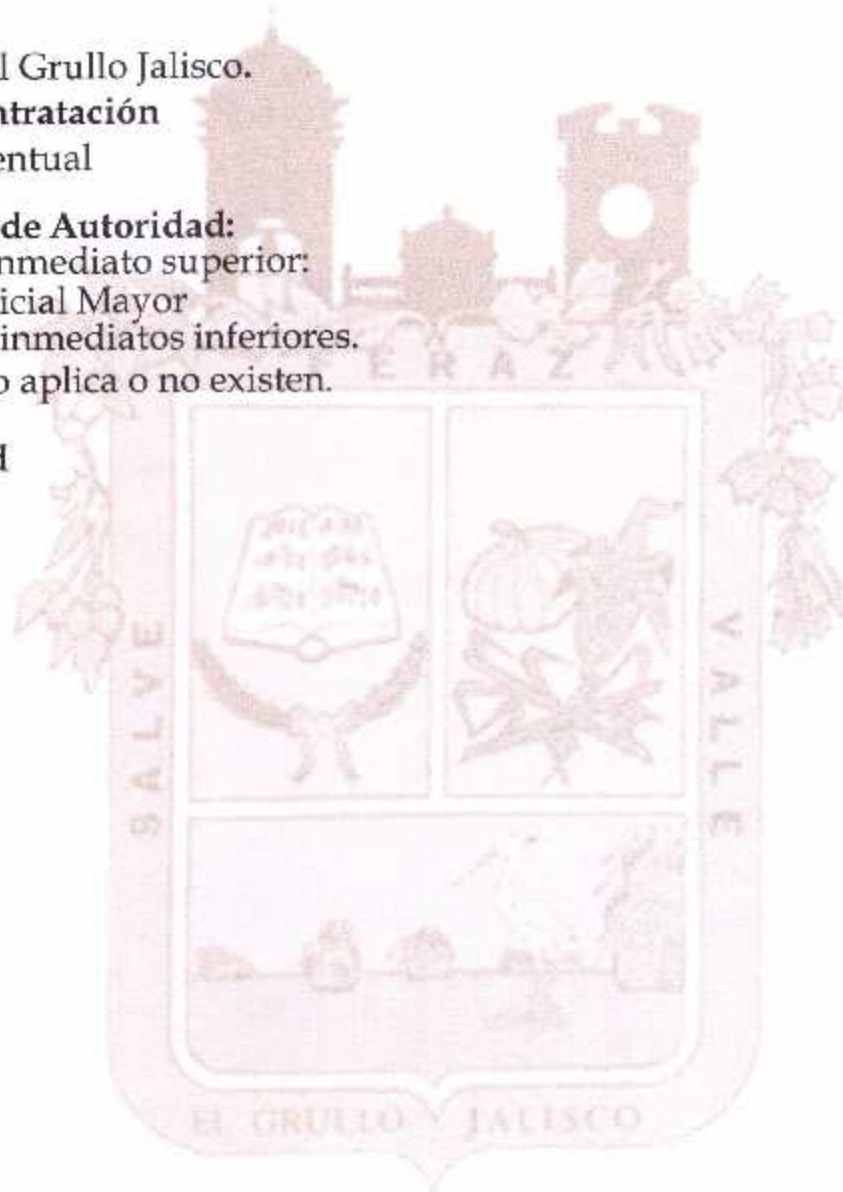 l Grullo Jalisco.
ntratación
entual
de Autoridad:
nmediato superior:
icial Mayor
inmediatos inferiores.
o aplica o no existen.
d
ERAZ
SALVE
VALLE
EL GRULLO JALISCO